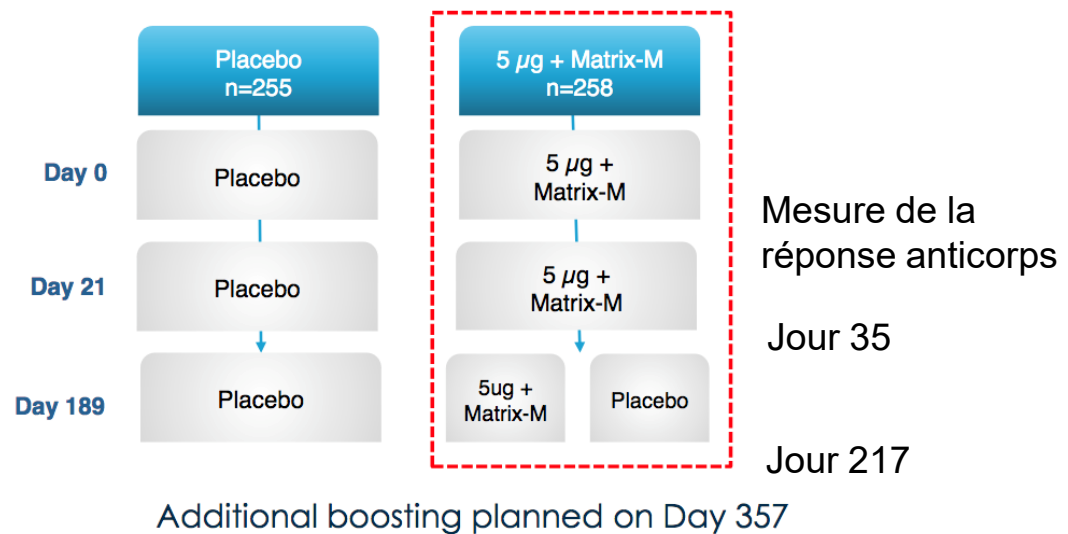 Placebo
n=255
5 µg + Matrix-M
n=258
Day 0
Placebo
5 µg +
Matrix-M
Mesure de la
réponse anticorps
Day 21
Placebo
5 µg +
Matrix-M
Jour 35
Day 189
Placebo
5ug +
Matrix-M
Placebo
Jour 217
Additional boosting planned on Day 357